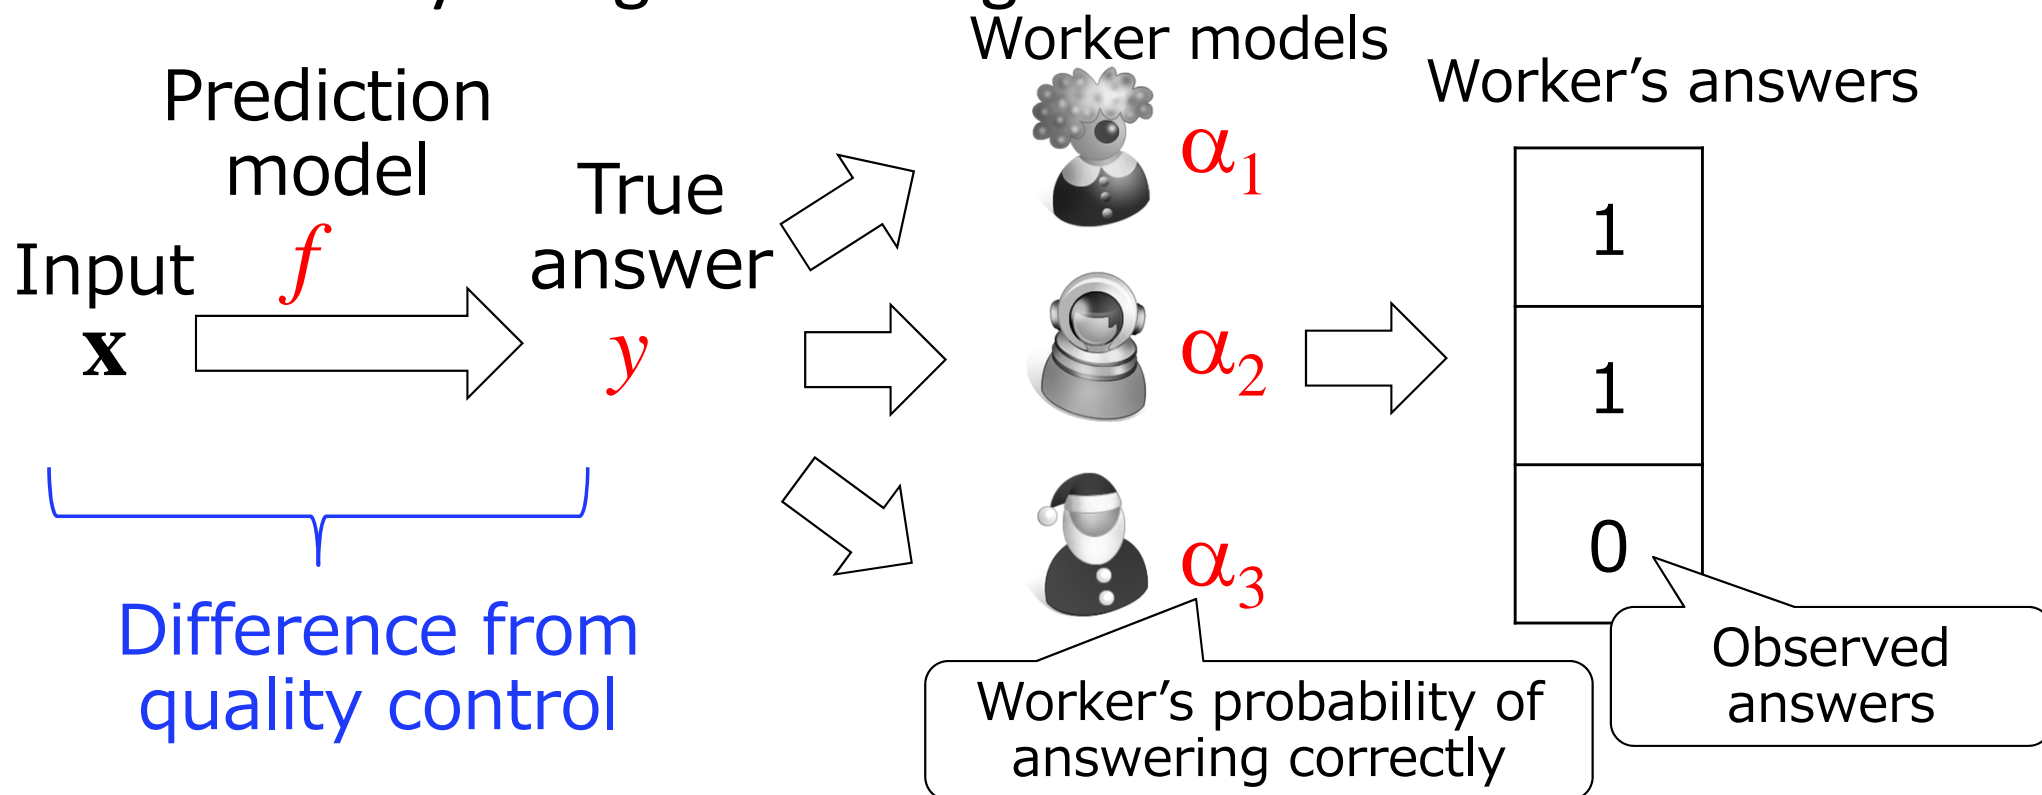 Worker models
Worker’s answers
Prediction
model
f
Input
x
True
answer
y
α1
α2
α3
1
1
0
Difference from
quality control
Worker’s probability of
answering correctly
Observed
answers